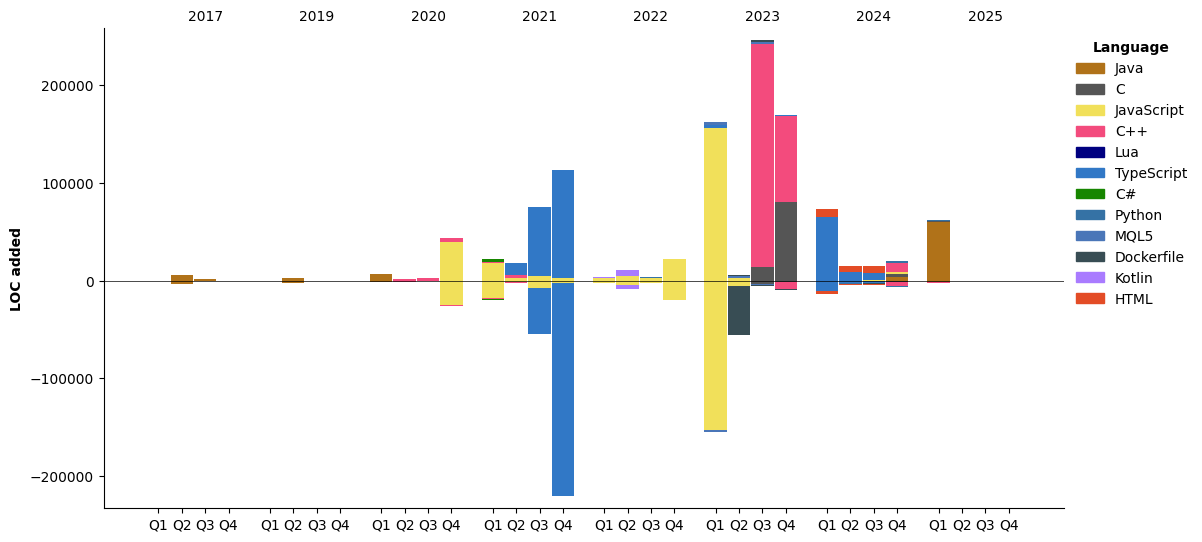 2017 2019 2020 2021 2022 2023 2024 2025
LOC added
200000
100000
0
−100000
−200000
Q1 Q2 Q3 Q4 Q1 Q2 Q3 Q4 Q1 Q2 Q3 Q4 Q1 Q2 Q3 Q4 Q1 Q2 Q3 Q4 Q1 Q2 Q3 Q4 Q1 Q2 Q3 Q4 Q1 Q2 Q3 Q4
Language
Java
C
JavaScript
C++
Lua
TypeScript
C#
Python
MQL5
Dockerfile
Kotlin
HTML